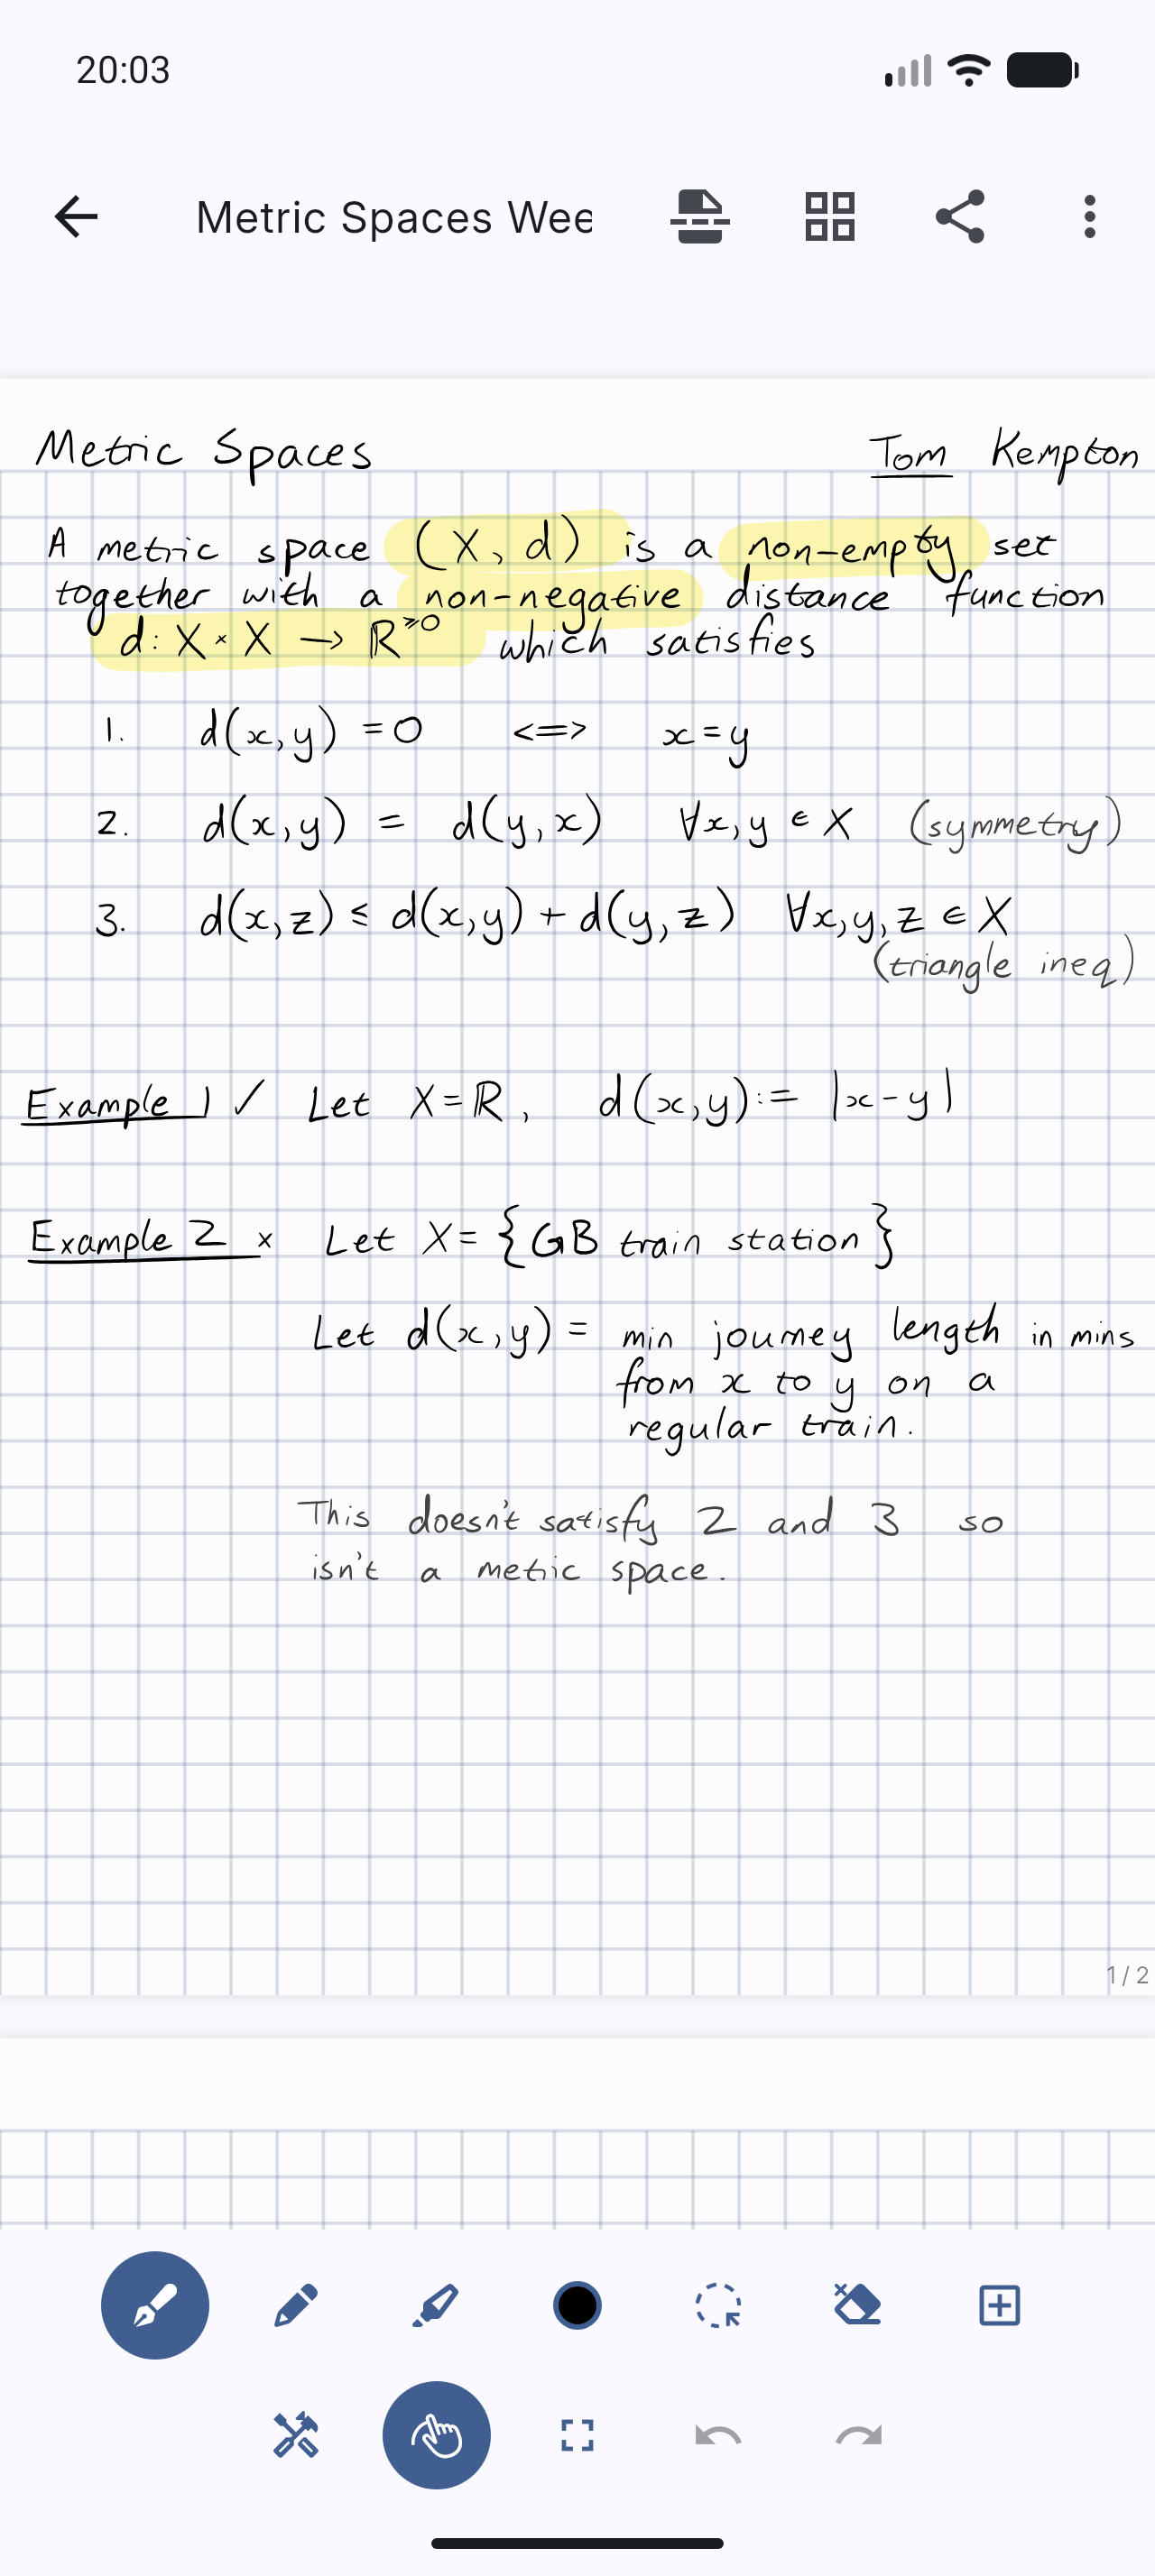 20:03
Metric Spaces Wee
Metric Spaces Tom Kempton
A metric space (X, d) is a non-empty set
together with a non-negative distance function
d: X × X → ℝ^≥0 which satisfies
1. d(x,y) = 0 <=> x = y
2. d(x,y) = d(y,x) ∀x,y ∈ X (symmetry)
3. d(x,z) ≤ d(x,y) + d(y,z) ∀x,y,z ∈ X
(triangle ineq)
Example 1 ✓ Let X = ℝ, d(x,y) := |x - y|
Example 2 × Let X = {GB train station}
Let d(x,y) = min journey length in mins
from x to y on a
regular train.
This doesn't satisfy 2 and 3 so
isn't a metric space.
1 / 2